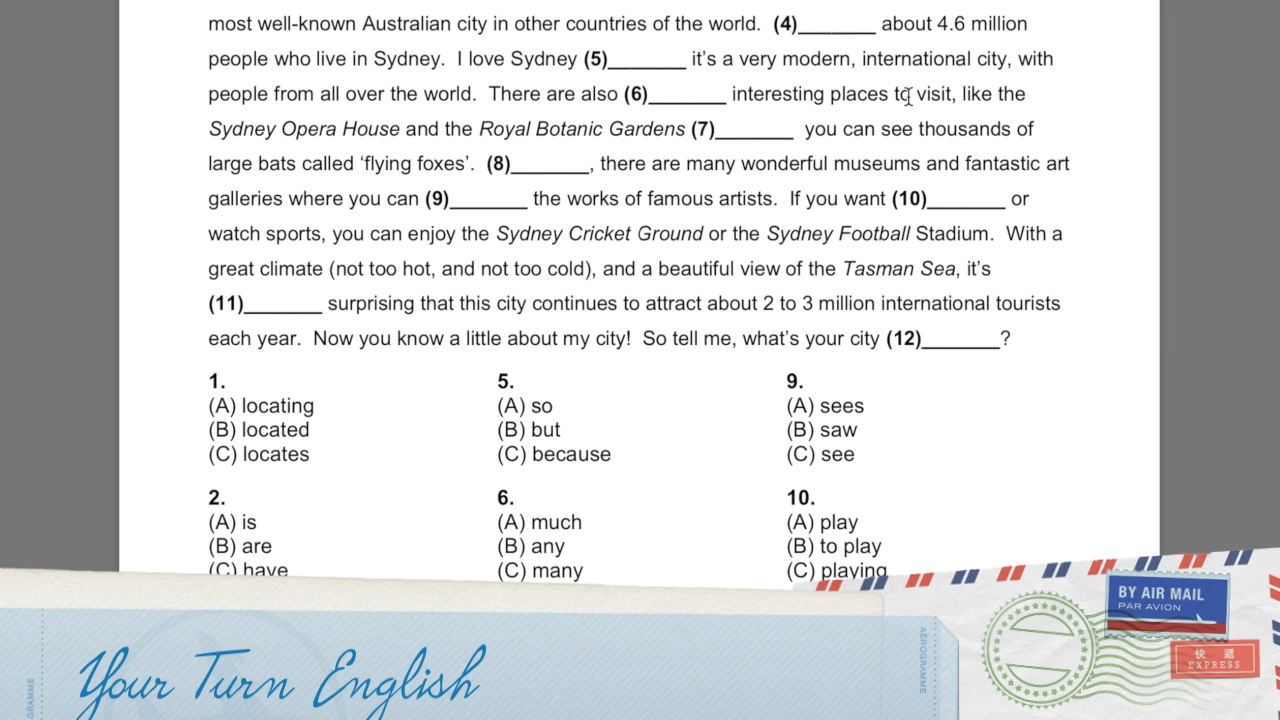 most well-known Australian city in other countries of the world. (4)_______ about 4.6 million
people who live in Sydney. I love Sydney (5)_______ it's a very modern, international city, with
people from all over the world. There are also (6)_______ interesting places to visit, like the
Sydney Opera House and the Royal Botanic Gardens (7)_______ you can see thousands of
large bats called 'flying foxes'. (8)_______, there are many wonderful museums and fantastic art
galleries where you can (9)_______ the works of famous artists. If you want (10)_______ or
watch sports, you can enjoy the Sydney Cricket Ground or the Sydney Football Stadium. With a
great climate (not too hot, and not too cold), and a beautiful view of the Tasman Sea, it's
(11)_______ surprising that this city continues to attract about 2 to 3 million international tourists
each year. Now you know a little about my city! So tell me, what's your city (12)_______?
1.
(A) locating
(B) located
(C) locates
2.
(A) is
(B) are
(C) have
5.
(A) so
(B) but
(C) because
6.
(A) much
(B) any
(C) many
9.
(A) sees
(B) saw
(C) see
10.
(A) play
(B) to play
(C) playing
Your Turn English
AÉROGRAMME
BY AIR MAIL
PAR AVION
快遞
EXPRESS